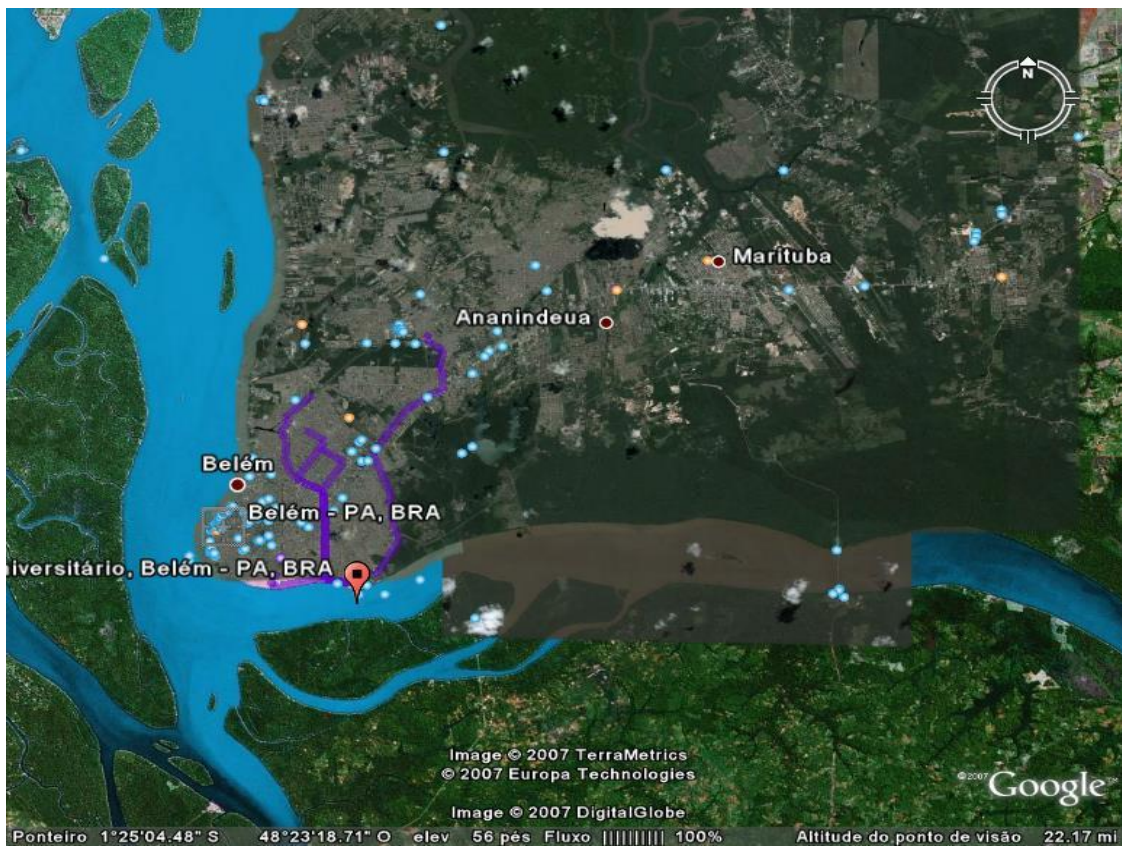 N
Marituba
Ananindeua
Belém
Belém - PA, BRA
niversitário, Belém - PA, BRA
Image © 2007 TerraMetrics
© 2007 Europa Technologies
©2007 Google™
Image © 2007 DigitalGlobe
Ponteiro 1°25'04.48" S 48°23'18.71" O elev 56 pés Fluxo ||||||||| 100% Altitude do ponto de visão 22.17 mi